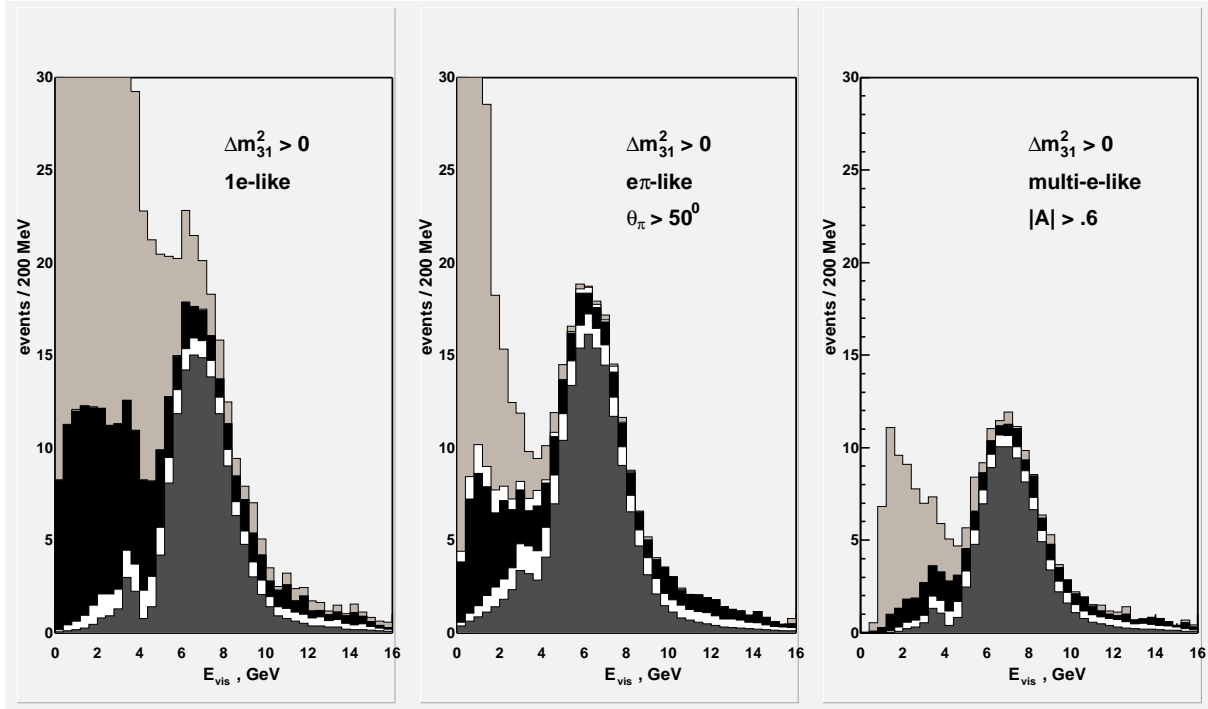 events / 200 MeV
30
25
20
15
10
5
0
Δm²₃₁ > 0
1e-like
0 2 4 6 8 10 12 14 16
E_vis , GeV
events / 200 MeV
30
25
20
15
10
5
0
Δm²₃₁ > 0
eπ-like
θ_π > 50⁰
0 2 4 6 8 10 12 14 16
E_vis , GeV
events / 200 MeV
30
25
20
15
10
5
0
Δm²₃₁ > 0
multi-e-like
|A| > .6
0 2 4 6 8 10 12 14 16
E_vis , GeV